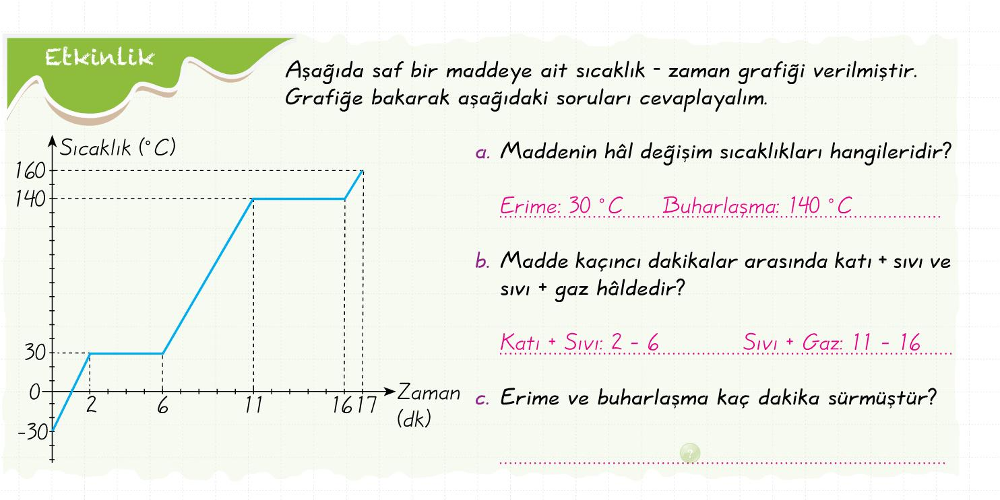 Etkinlik
Aşağıda saf bir maddeye ait sıcaklık - zaman grafiği verilmiştir.
Grafiğe bakarak aşağıdaki soruları cevaplayalım.
Sıcaklık (°C)
160
140
30
0
-30
2 6 11 16 17
Zaman
(dk)
a. Maddenin hâl değişim sıcaklıkları hangileridir?
Erime: 30 °C Buharlaşma: 140 °C
b. Madde kaçıncı dakikalar arasında katı + sıvı ve
sıvı + gaz hâldedir?
Katı + Sıvı: 2 - 6 Sıvı + Gaz: 11 - 16
c. Erime ve buharlaşma kaç dakika sürmüştür?
?